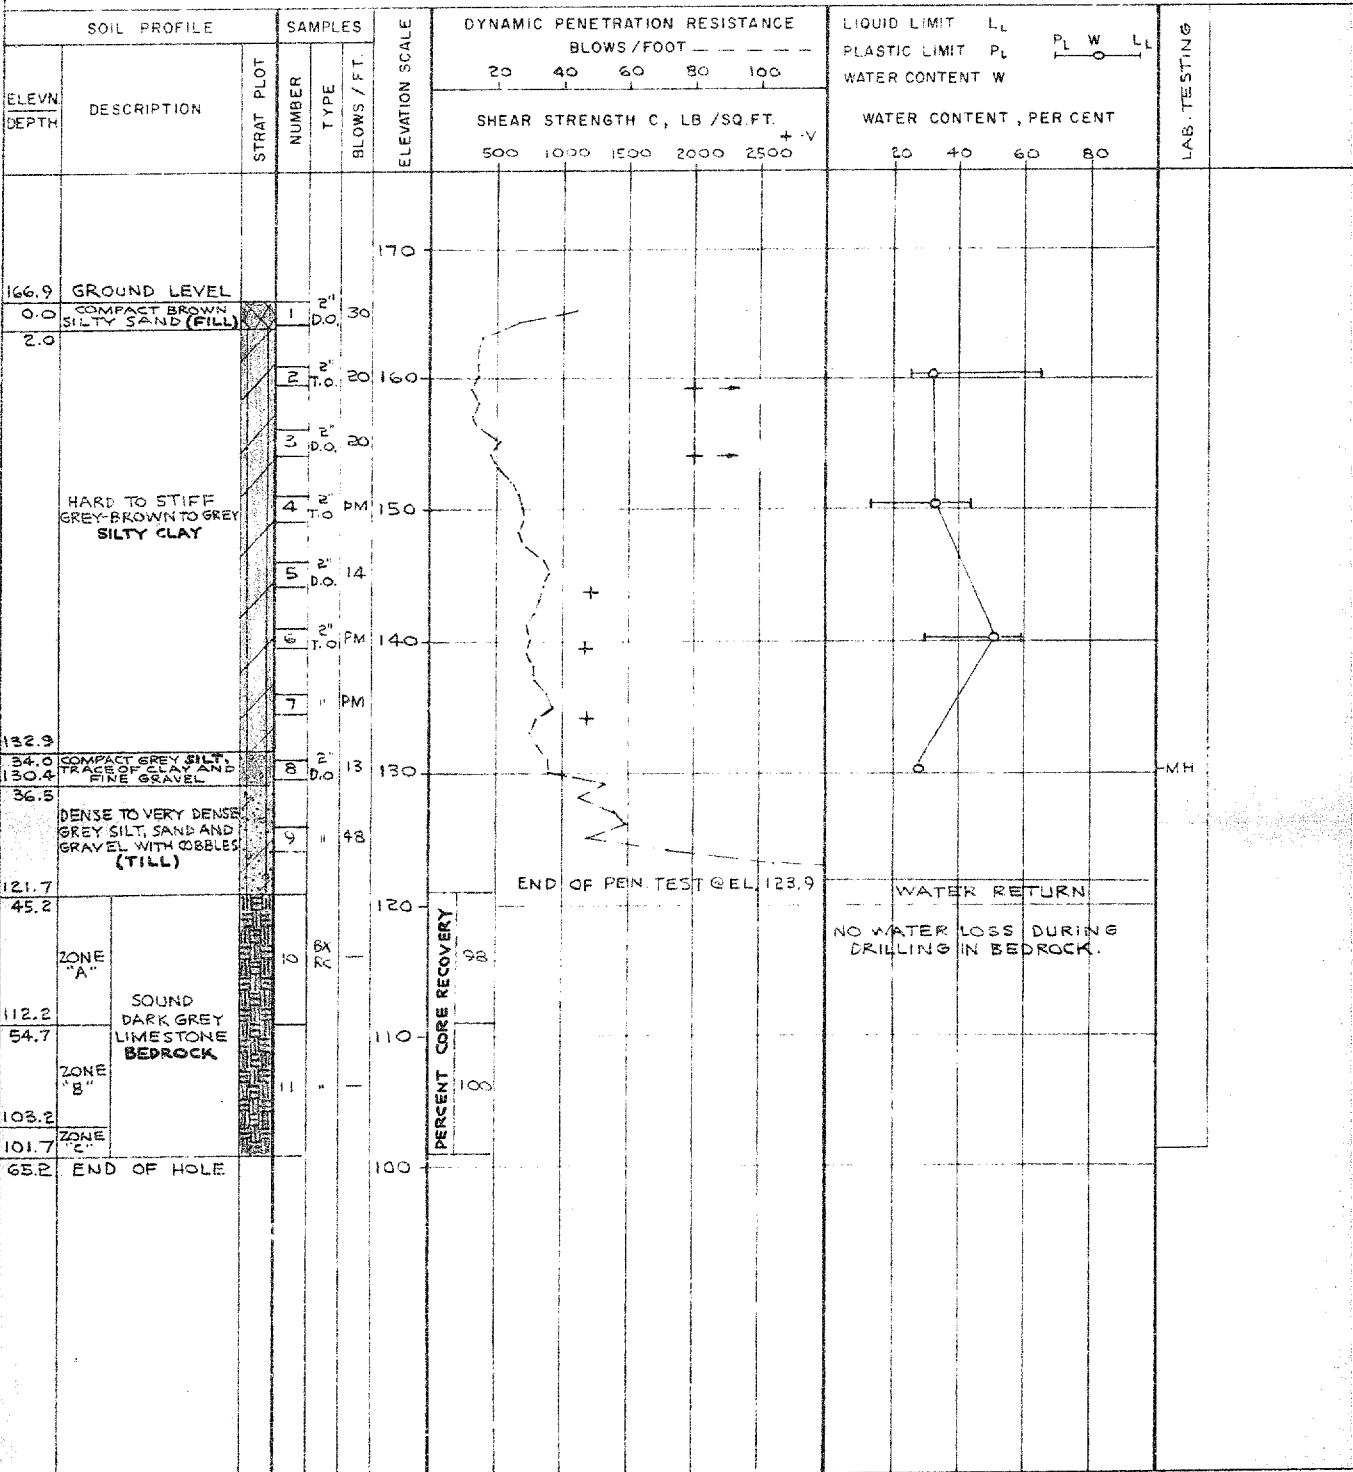 SOIL PROFILE
SAMPLES
ELEVATION SCALE
DYNAMIC PENETRATION RESISTANCE
BLOWS / FOOT — — — — —
20 40 60 80 100
SHEAR STRENGTH C, LB / SQ. FT.
+ -V
500 1000 1500 2000 2500
LIQUID LIMIT LL
PLASTIC LIMIT PL
WATER CONTENT W
PL W LL
WATER CONTENT, PER CENT
20 40 60 80
LAB. TESTING
ELEVN
DEPTH
DESCRIPTION
STRAT PLOT
NUMBER
TYPE
BLOWS / FT.
170
166.9 GROUND LEVEL
0.0 COMPACT BROWN
SILTY SAND (FILL)
1 2" D.O. 30
2.0
2 2" T.O. 20 160
3 2" D.O. 20
HARD TO STIFF
GREY-BROWN TO GREY
SILTY CLAY
4 2" T.O PM 150
5 2" D.O. 14
6 2" T.O PM 140
7 " PM
132.9
34.0 COMPACT GREY SILT,
TRACE OF CLAY AND
FINE GRAVEL
130.4
8 2" D.O 13 130
MH
36.5
DENSE TO VERY DENSE
GREY SILT, SAND AND
GRAVEL WITH COBBLES
(TILL)
9 " 48
121.7
END OF PEN. TEST @ EL. 123.9
WATER RETURN
45.2
120
NO WATER LOSS DURING
DRILLING IN BEDROCK.
PERCENT CORE RECOVERY
ZONE
"A"
10 BX RC — 98
SOUND
DARK GREY
LIMESTONE
BEDROCK
112.2
54.7
110
ZONE
"B"
11 " — 100
103.2
ZONE
"C"
101.7
65.2 END OF HOLE
100